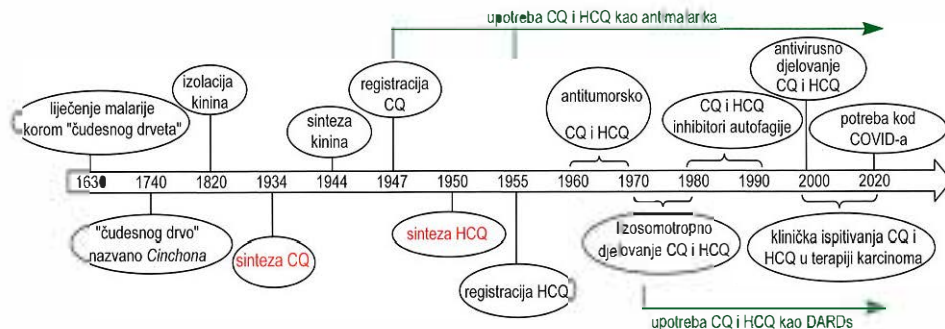 upotreba CQ i HCQ kao antimalarika
liječenje malarije
korom "čudesnog drveta"
izolacija
kinina
sinteza
kinina
registracija
CQ
antitumorsko
CQ i HCQ
CQ i HCQ
inhibitori autofagije
antivirusno
djelovanje
CQ i HCQ
potreba kod
COVID-a
1630 1740 1820 1934 1944 1947 1950 1955 1960 1970 1980 1990 2000 2020
"čudesno drvo"
nazvano Cinchona
sinteza CQ
sinteza HCQ
registracija HCQ
lizosomotropno
djelovanje CQ i HCQ
klinička ispitivanja CQ i
HCQ u terapiji karcinoma
upotreba CQ i HCQ kao DARDs